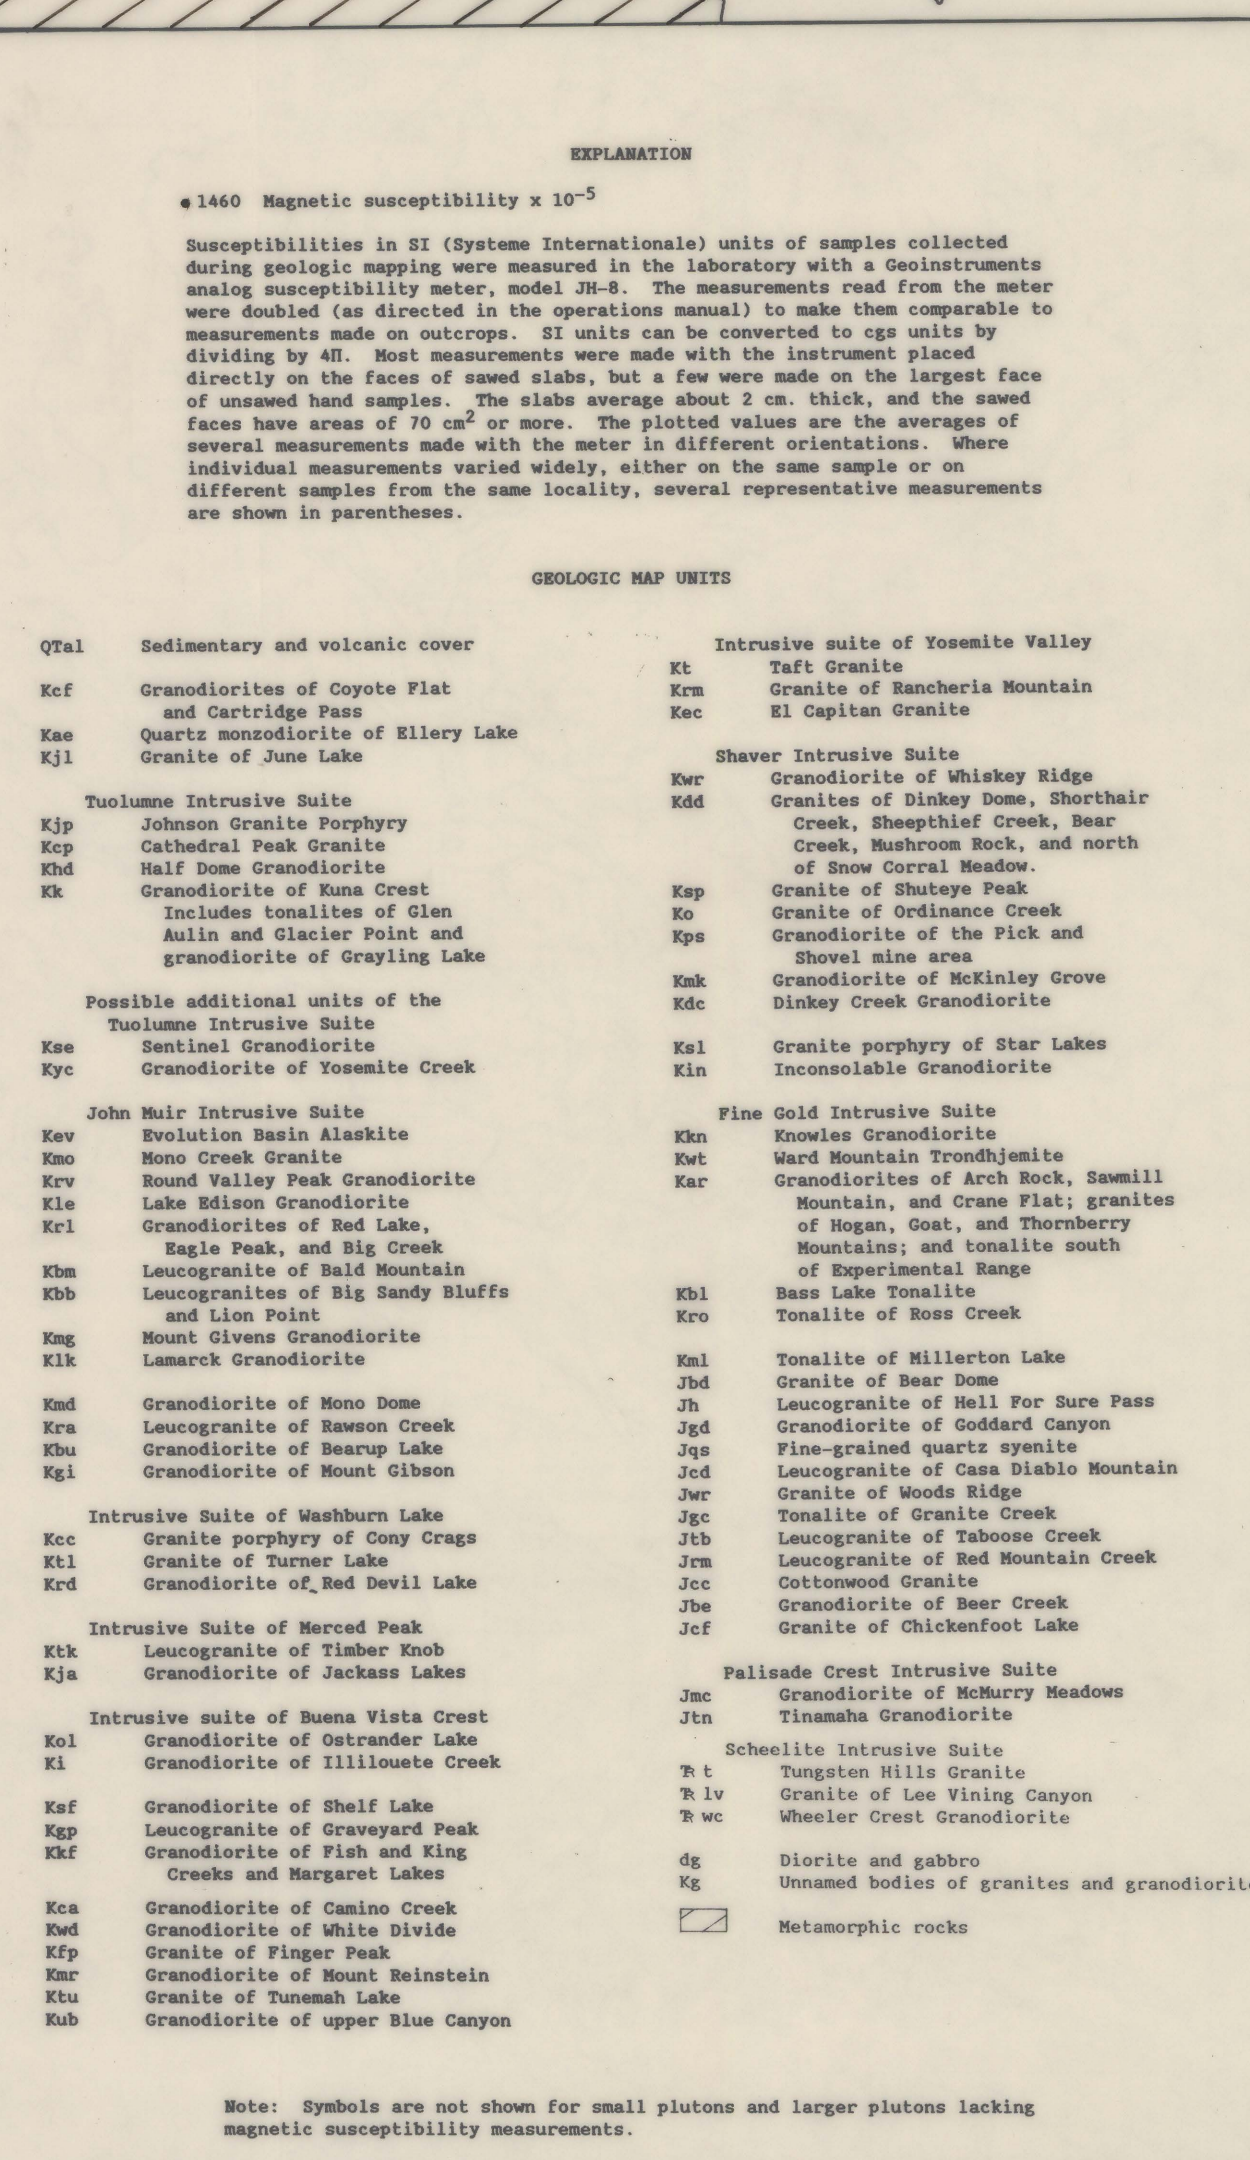 EXPLANATION
•1460 Magnetic susceptibility x 10⁻⁵
Susceptibilities in SI (Systeme Internationale) units of samples collected
during geologic mapping were measured in the laboratory with a Geoinstruments
analog susceptibility meter, model JH-8. The measurements read from the meter
were doubled (as directed in the operations manual) to make them comparable to
measurements made on outcrops. SI units can be converted to cgs units by
dividing by 4Π. Most measurements were made with the instrument placed
directly on the faces of sawed slabs, but a few were made on the largest face
of unsawed hand samples. The slabs average about 2 cm. thick, and the sawed
faces have areas of 70 cm² or more. The plotted values are the averages of
several measurements made with the meter in different orientations. Where
individual measurements varied widely, either on the same sample or on
different samples from the same locality, several representative measurements
are shown in parentheses.
GEOLOGIC MAP UNITS
QTal Sedimentary and volcanic cover
Kcf Granodiorites of Coyote Flat
and Cartridge Pass
Kae Quartz monzodiorite of Ellery Lake
Kjl Granite of June Lake
Tuolumne Intrusive Suite
Kjp Johnson Granite Porphyry
Kcp Cathedral Peak Granite
Khd Half Dome Granodiorite
Kk Granodiorite of Kuna Crest
Includes tonalites of Glen
Aulin and Glacier Point and
granodiorite of Grayling Lake
Possible additional units of the
Tuolumne Intrusive Suite
Kse Sentinel Granodiorite
Kyc Granodiorite of Yosemite Creek
John Muir Intrusive Suite
Kev Evolution Basin Alaskite
Kmo Mono Creek Granite
Krv Round Valley Peak Granodiorite
Kle Lake Edison Granodiorite
Krl Granodiorites of Red Lake,
Eagle Peak, and Big Creek
Kbm Leucogranite of Bald Mountain
Kbb Leucogranites of Big Sandy Bluffs
and Lion Point
Kmg Mount Givens Granodiorite
Klk Lamarck Granodiorite
Kmd Granodiorite of Mono Dome
Kra Leucogranite of Rawson Creek
Kbu Granodiorite of Bearup Lake
Kgi Granodiorite of Mount Gibson
Intrusive Suite of Washburn Lake
Kcc Granite porphyry of Cony Crags
Ktl Granite of Turner Lake
Krd Granodiorite of Red Devil Lake
Intrusive Suite of Merced Peak
Ktk Leucogranite of Timber Knob
Kja Granodiorite of Jackass Lakes
Intrusive suite of Buena Vista Crest
Kol Granodiorite of Ostrander Lake
Ki Granodiorite of Illilouete Creek
Ksf Granodiorite of Shelf Lake
Kgp Leucogranite of Graveyard Peak
Kkf Granodiorite of Fish and King
Creeks and Margaret Lakes
Kca Granodiorite of Camino Creek
Kwd Granodiorite of White Divide
Kfp Granite of Finger Peak
Kmr Granodiorite of Mount Reinstein
Ktu Granite of Tunemah Lake
Kub Granodiorite of upper Blue Canyon
Intrusive suite of Yosemite Valley
Kt Taft Granite
Krm Granite of Rancheria Mountain
Kec El Capitan Granite
Shaver Intrusive Suite
Kwr Granodiorite of Whiskey Ridge
Kdd Granites of Dinkey Dome, Shorthair
Creek, Sheepthief Creek, Bear
Creek, Mushroom Rock, and north
of Snow Corral Meadow.
Ksp Granite of Shuteye Peak
Ko Granite of Ordinance Creek
Kps Granodiorite of the Pick and
Shovel mine area
Kmk Granodiorite of McKinley Grove
Kdc Dinkey Creek Granodiorite
Ksl Granite porphyry of Star Lakes
Kin Inconsolable Granodiorite
Fine Gold Intrusive Suite
Kkn Knowles Granodiorite
Kwt Ward Mountain Trondhjemite
Kar Granodiorites of Arch Rock, Sawmill
Mountain, and Crane Flat; granites
of Hogan, Goat, and Thornberry
Mountains; and tonalite south
of Experimental Range
Kbl Bass Lake Tonalite
Kro Tonalite of Ross Creek
Kml Tonalite of Millerton Lake
Jbd Granite of Bear Dome
Jh Leucogranite of Hell For Sure Pass
Jgd Granodiorite of Goddard Canyon
Jqs Fine-grained quartz syenite
Jcd Leucogranite of Casa Diablo Mountain
Jwr Granite of Woods Ridge
Jgc Tonalite of Granite Creek
Jtb Leucogranite of Taboose Creek
Jrm Leucogranite of Red Mountain Creek
Jcc Cottonwood Granite
Jbe Granodiorite of Beer Creek
Jcf Granite of Chickenfoot Lake
Palisade Crest Intrusive Suite
Jmc Granodiorite of McMurry Meadows
Jtn Tinamaha Granodiorite
Scheelite Intrusive Suite
Ꞃ t Tungsten Hills Granite
Ꞃ lv Granite of Lee Vining Canyon
Ꞃ wc Wheeler Crest Granodiorite
dg Diorite and gabbro
Kg Unnamed bodies of granites and granodiorite
Metamorphic rocks
Note: Symbols are not shown for small plutons and larger plutons lacking
magnetic susceptibility measurements.